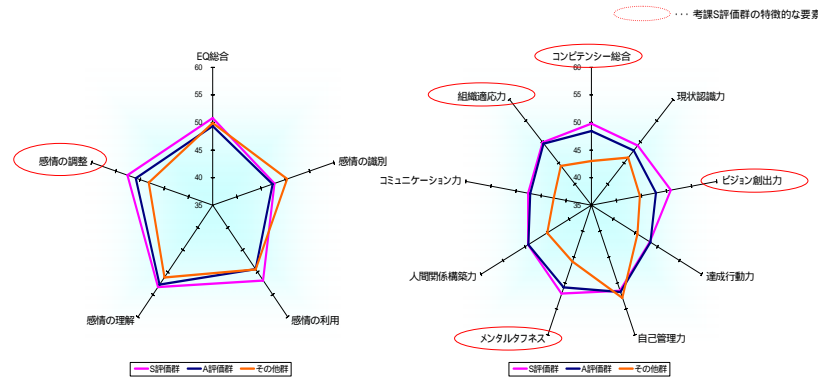 … 考課S評価群の特徴的な要素
EQ総合
60
55
50
45
40
35
感情の識別
感情の利用
感情の理解
感情の調整
S評価群 A評価群 その他群
コンピテンシー総合
60
55
50
45
40
35
現状認識力
ビジョン創出力
達成行動力
自己管理力
メンタルタフネス
人間関係構築力
コミュニケーション力
組織適応力
S評価群 A評価群 その他群